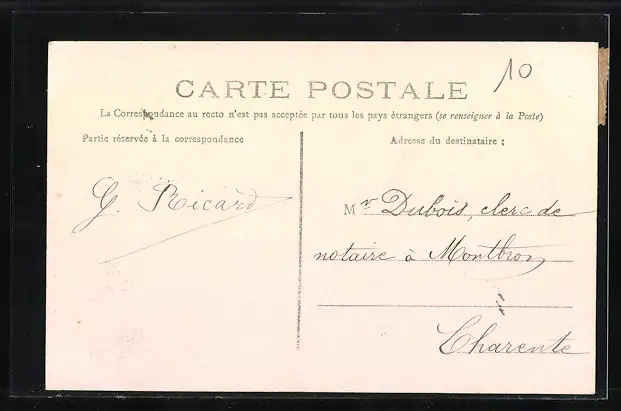 10
CARTE POSTALE
La Correspondance au recto n'est pas acceptée par tous les pays étrangers (se renseigner à la Poste)
Partie réservée à la correspondance
Adresse du destinataire :
G. Ricard
Mr Dubois, clerc de
notaire à Montbron
Charente